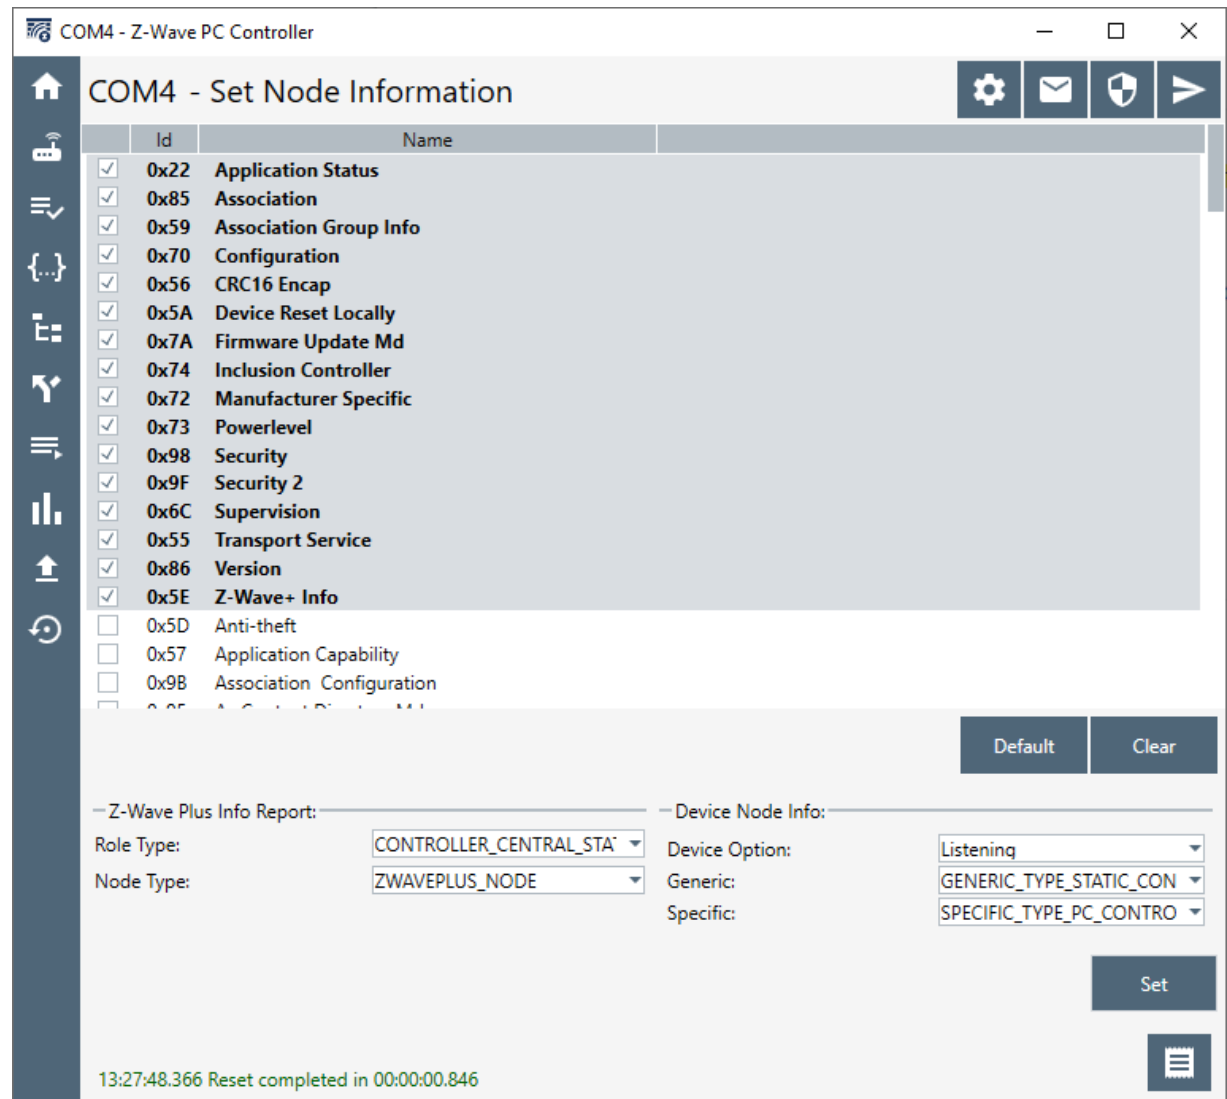 COM4 - Z-Wave PC Controller
COM4 - Set Node Information
Id Name
0x22 Application Status
0x85 Association
0x59 Association Group Info
0x70 Configuration
0x56 CRC16 Encap
0x5A Device Reset Locally
0x7A Firmware Update Md
0x74 Inclusion Controller
0x72 Manufacturer Specific
0x73 Powerlevel
0x98 Security
0x9F Security 2
0x6C Supervision
0x55 Transport Service
0x86 Version
0x5E Z-Wave+ Info
0x5D Anti-theft
0x57 Application Capability
0x9B Association Configuration
Default Clear
Z-Wave Plus Info Report: Device Node Info:
Role Type: CONTROLLER_CENTRAL_STA Device Option: Listening
Node Type: ZWAVEPLUS_NODE Generic: GENERIC_TYPE_STATIC_CON
Specific: SPECIFIC_TYPE_PC_CONTRO
Set
13:27:48.366 Reset completed in 00:00:00.846